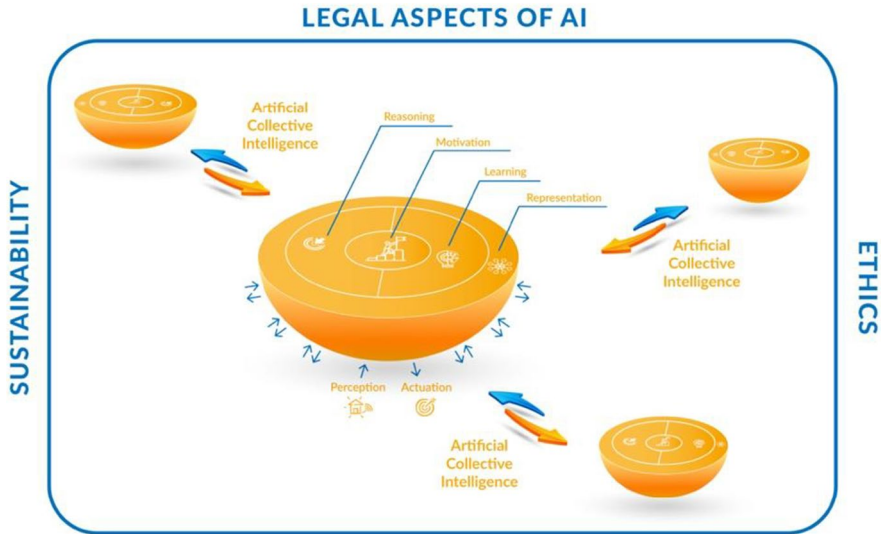 LEGAL ASPECTS OF AI
SUSTAINABILITY
ETHICS
Artificial
Collective
Intelligence
Reasoning
Motivation
Learning
Representation
Artificial
Collective
Intelligence
Perception
Actuation
Artificial
Collective
Intelligence